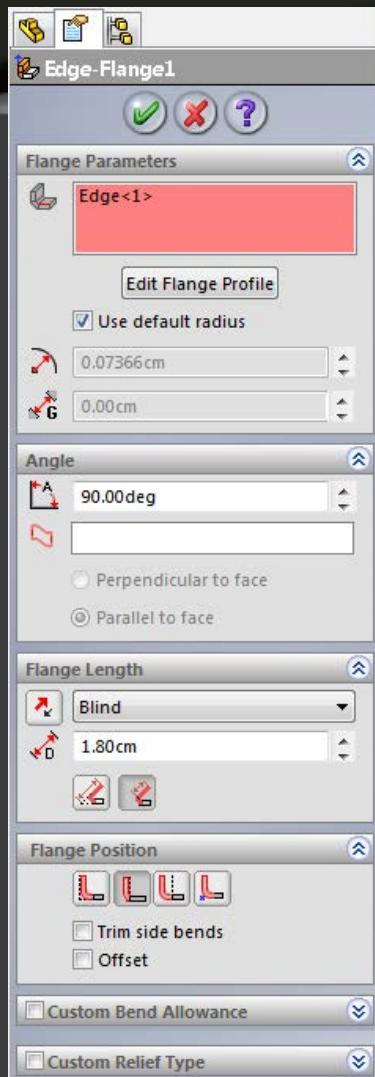 Edge-Flange1
?
Flange Parameters
Edge<1>
Edit Flange Profile
Use default radius
0.07366cm
G
0.00cm
Angle
A
90.00deg
Perpendicular to face
Parallel to face
Flange Length
Blind
D
1.80cm
Flange Position
Trim side bends
Offset
Custom Bend Allowance
Custom Relief Type